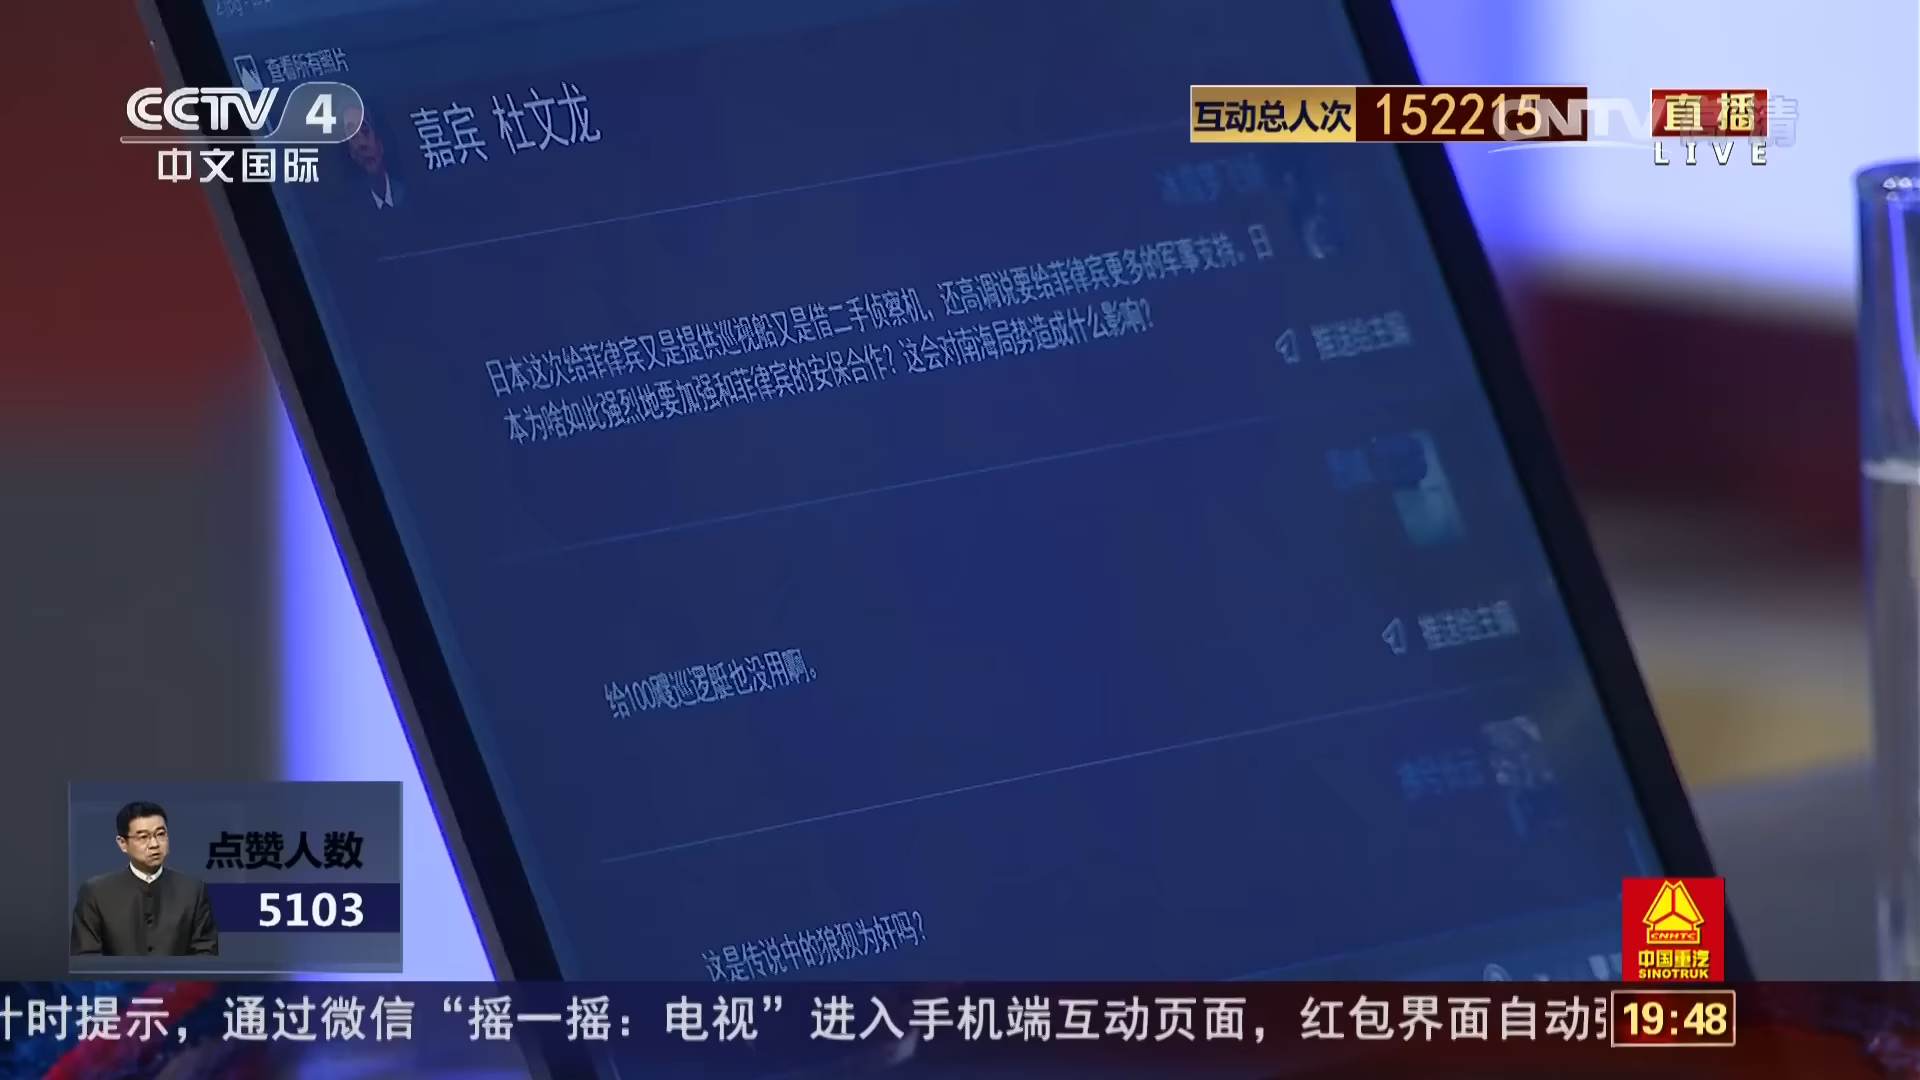 查看所有照片
CCTV 4
中文国际
嘉宾 杜文龙
互动总人次 152215
CNTV 高清
直播
LIVE
日本这次给菲律宾又是提供巡视船又是借二手侦察机，还高调说要给菲律宾更多的军事支持。日
本为啥如此强烈地要加强和菲律宾的安保合作？这会对南海局势造成什么影响？
推送给主屏
给100艘巡逻艇也没用啊。
推送给主屏
这是传说中的狼狈为奸吗？
点赞人数
5103
CNHTC
中国重汽
SINOTRUK
计时提示，通过微信“摇一摇：电视”进入手机端互动页面，红包界面自动弹
19:48